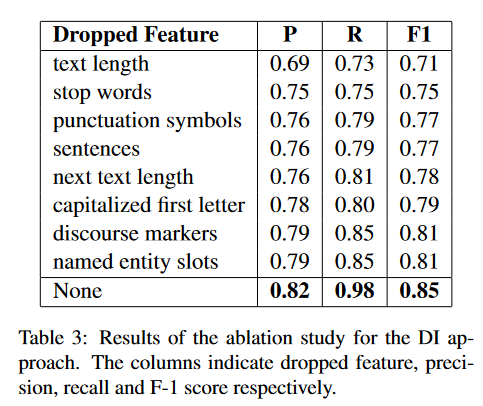 Dropped Feature P R F1
text length 0.69 0.73 0.71
stop words 0.75 0.75 0.75
punctuation symbols 0.76 0.79 0.77
sentences 0.76 0.79 0.77
next text length 0.76 0.81 0.78
capitalized first letter 0.78 0.80 0.79
discourse markers 0.79 0.85 0.81
named entity slots 0.79 0.85 0.81
None 0.82 0.98 0.85
Table 3: Results of the ablation study for the DI ap-
proach. The columns indicate dropped feature, preci-
sion, recall and F-1 score respectively.